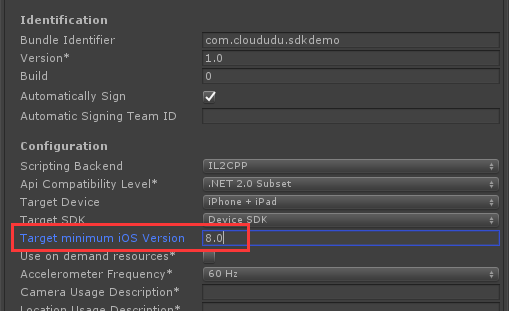 Identification
Bundle Identifier com.cloududu.sdkdemo
Version* 1.0
Build 0
Automatically Sign
Automatic Signing Team ID
Configuration
Scripting Backend IL2CPP
Api Compatibility Level* .NET 2.0 Subset
Target Device iPhone + iPad
Target SDK Device SDK
Target minimum iOS Version 8.0
Use on demand resources*
Accelerometer Frequency* 60 Hz
Camera Usage Description*
Location Usage Description*